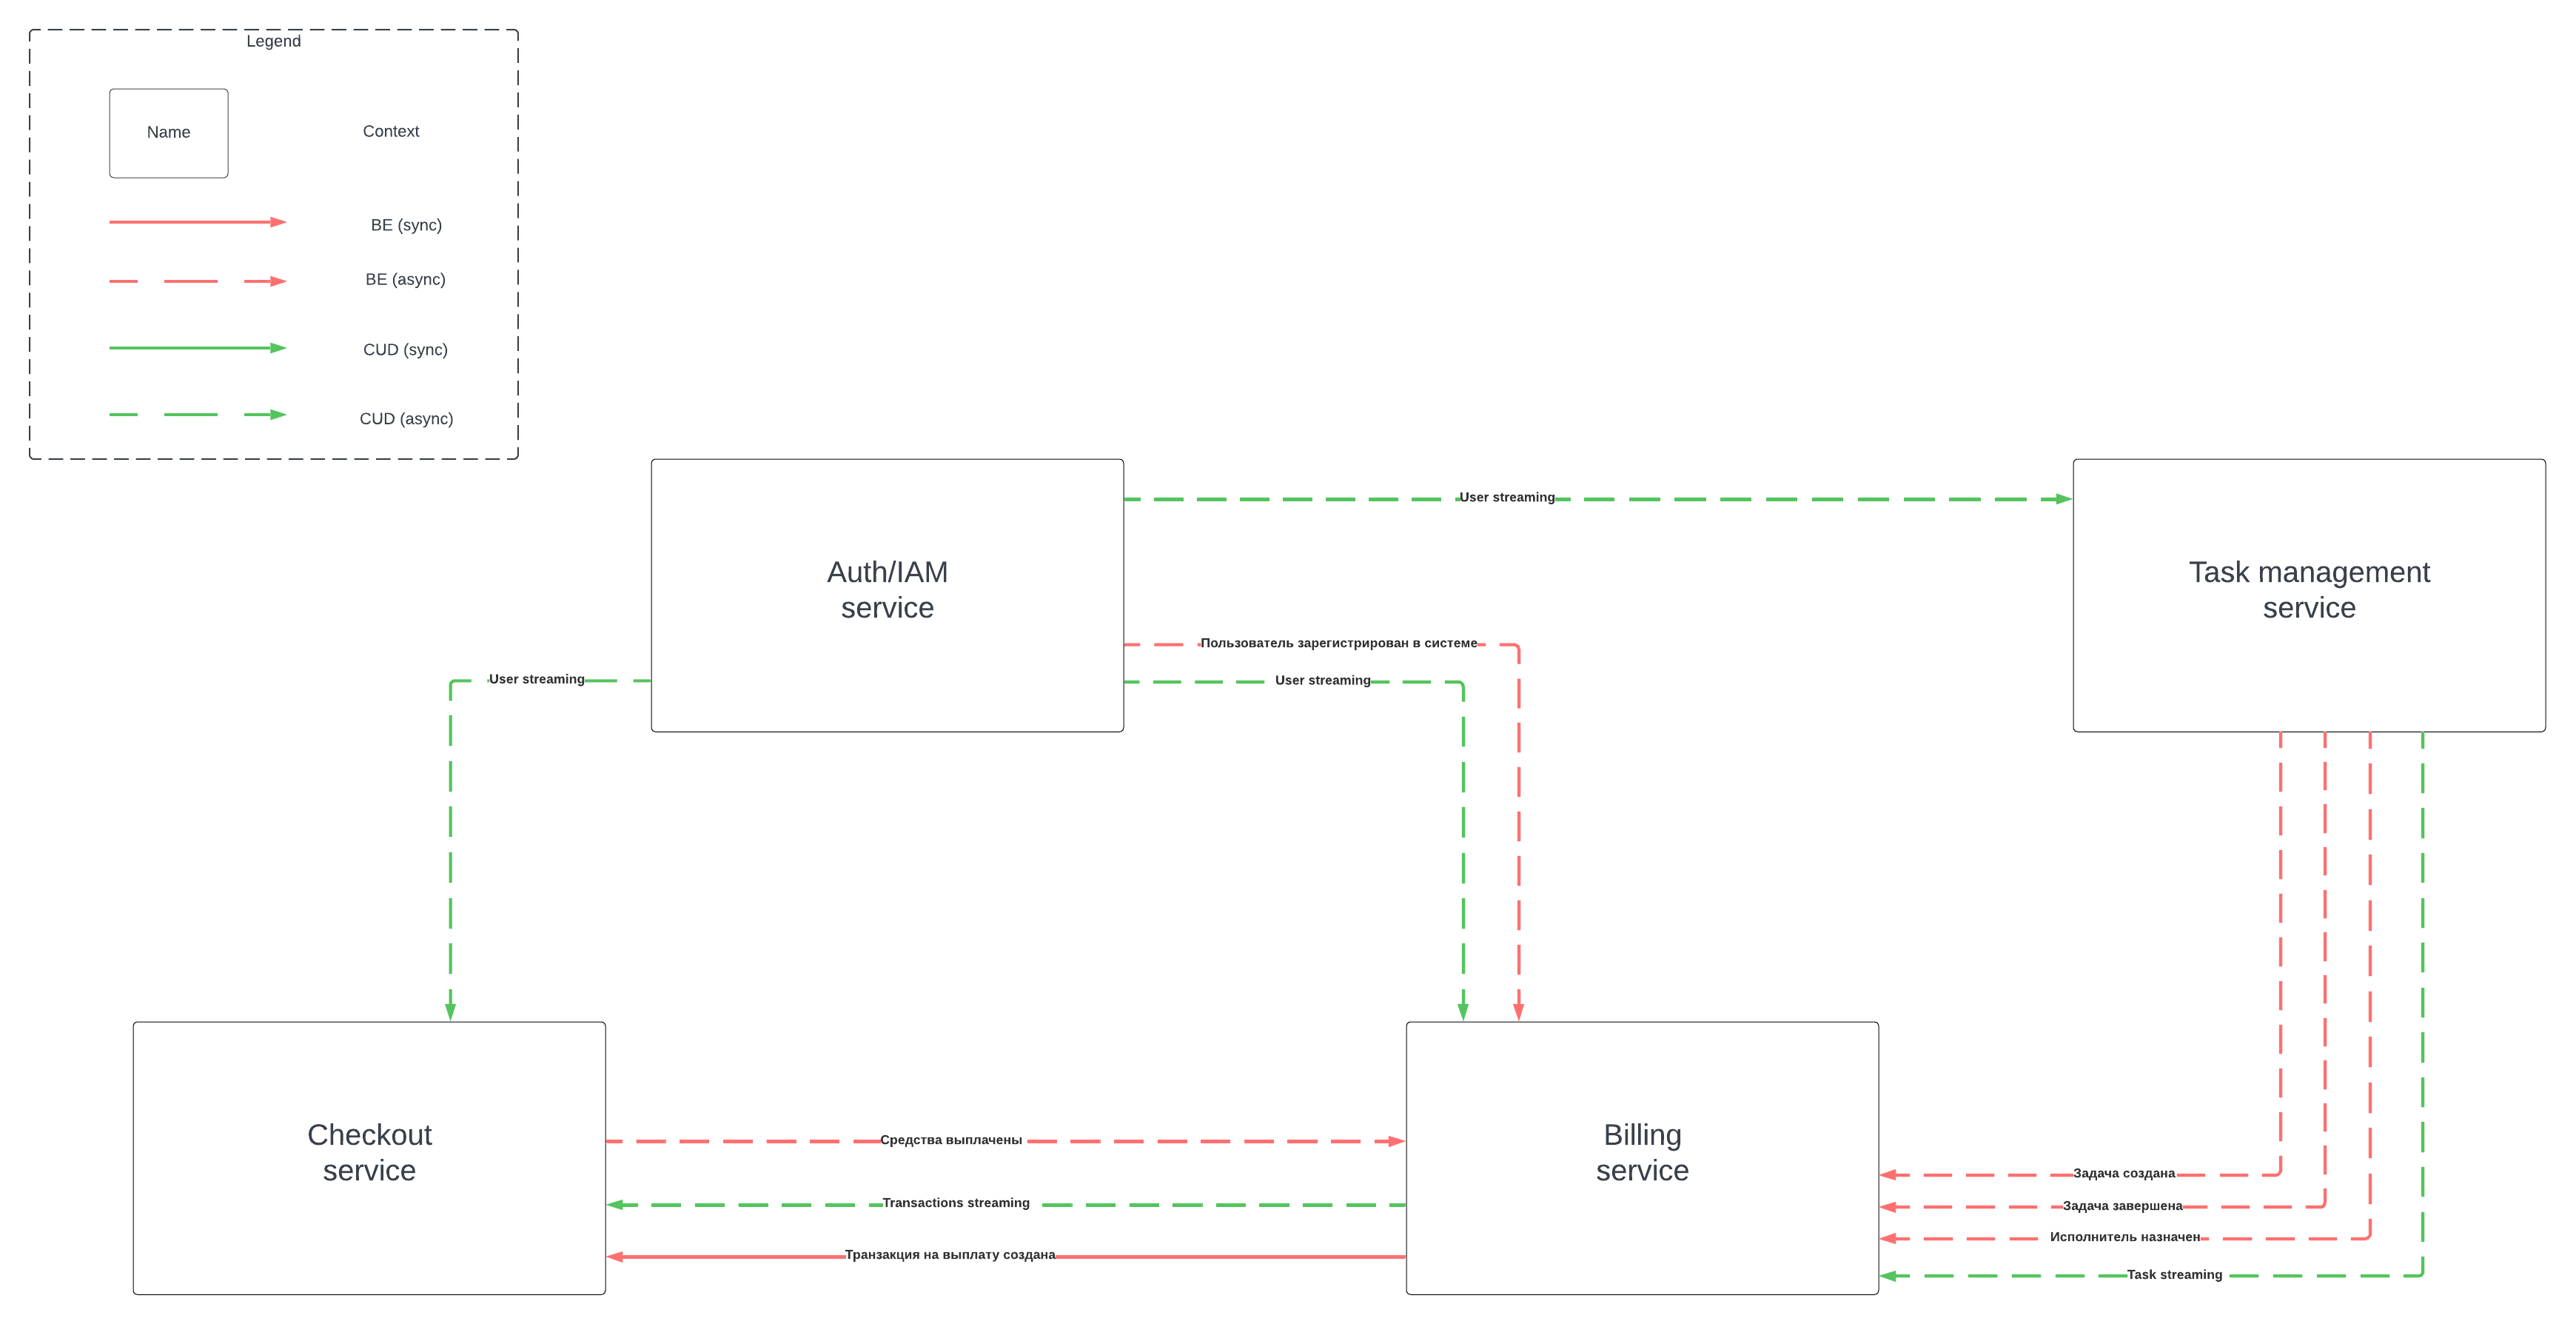 Legend
Name
Context
BE (sync)
BE (async)
CUD (sync)
CUD (async)
User streaming
Auth/IAM
service
Task management
service
Пользователь зарегистрирован в системе
User streaming
User streaming
Checkout
service
Средства выплачены
Billing
service
Задача создана
Transactions streaming
Задача завершена
Исполнитель назначен
Транзакция на выплату создана
Task streaming